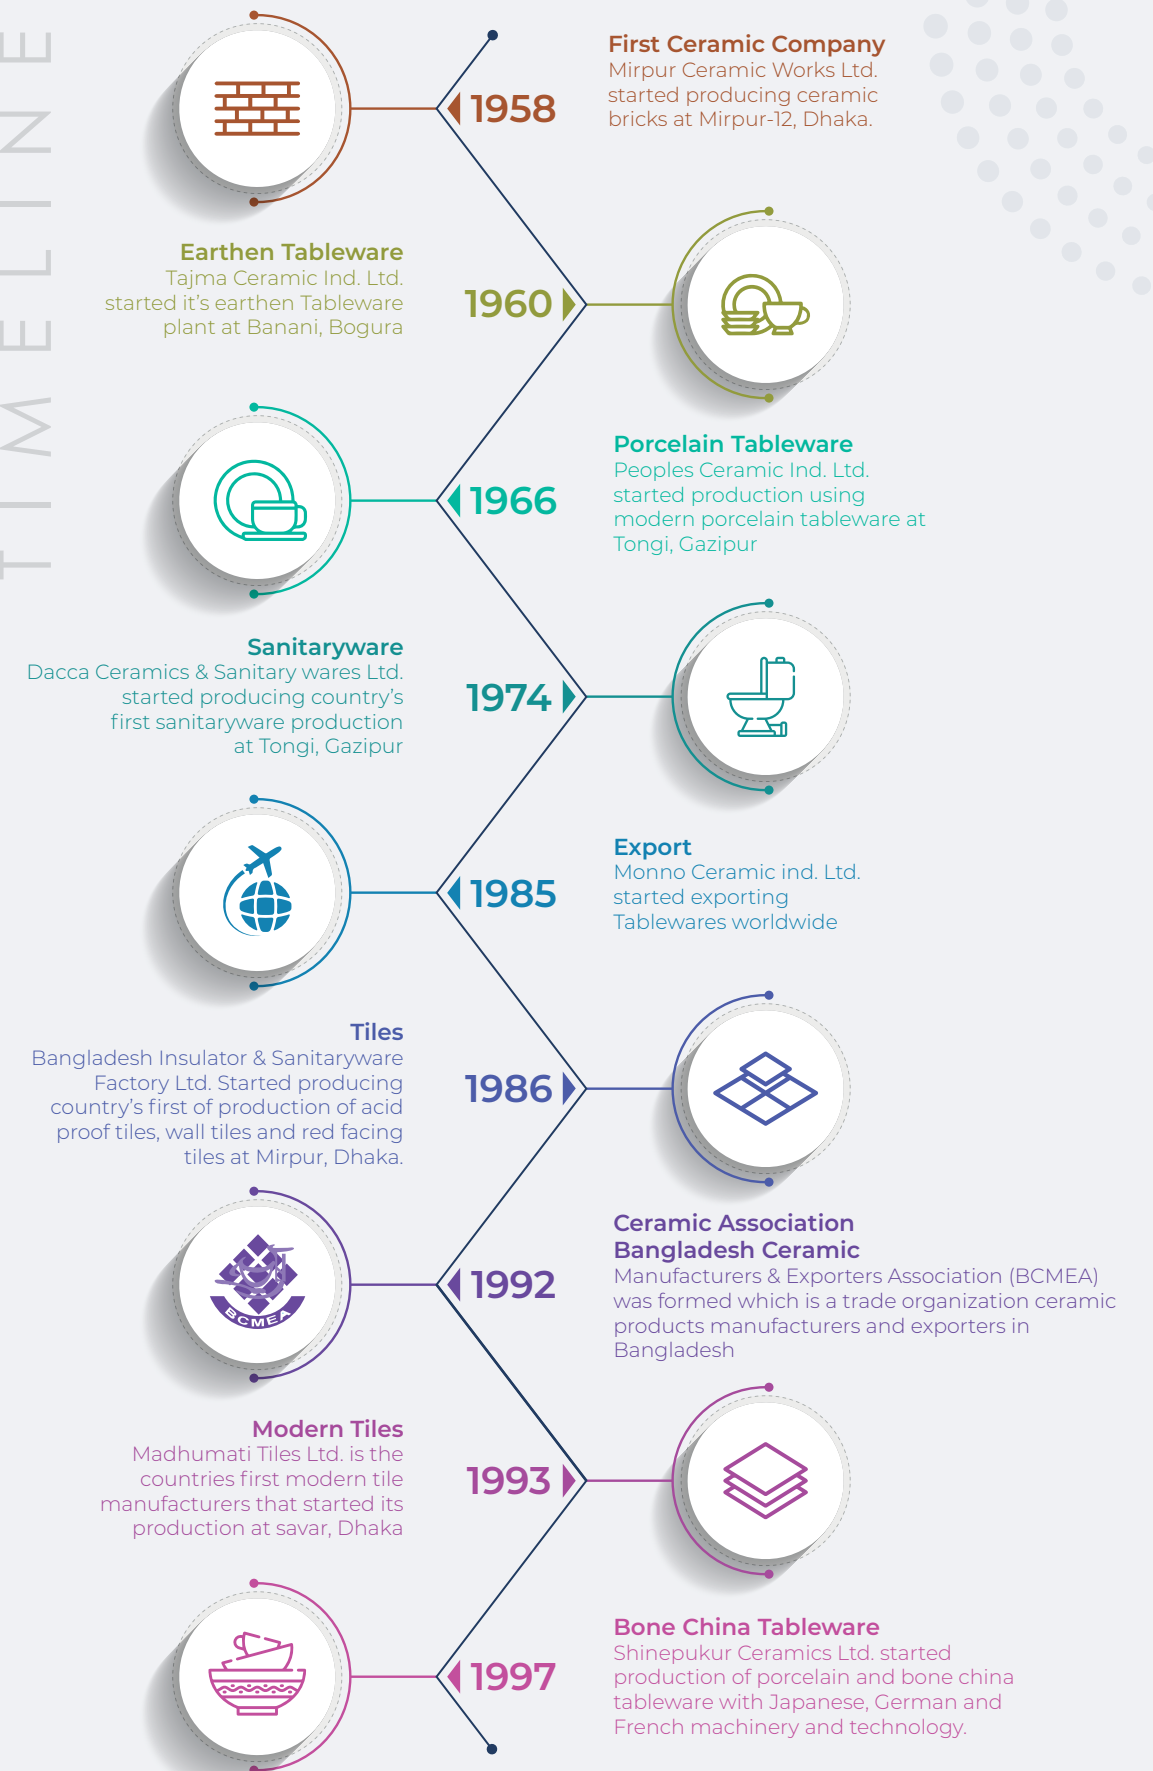 TIMELINE
1958
First Ceramic Company
Mirpur Ceramic Works Ltd.
started producing ceramic
bricks at Mirpur-12, Dhaka.
Earthen Tableware
Tajma Ceramic Ind. Ltd.
started it's earthen Tableware
plant at Banani, Bogura
1960
1966
Porcelain Tableware
Peoples Ceramic Ind. Ltd.
started production using
modern porcelain tableware at
Tongi, Gazipur
Sanitaryware
Dacca Ceramics & Sanitary wares Ltd.
started producing country's
first sanitaryware production
at Tongi, Gazipur
1974
1985
Export
Monno Ceramic ind. Ltd.
started exporting
Tablewares worldwide
Tiles
Bangladesh Insulator & Sanitaryware
Factory Ltd. Started producing
country's first of production of acid
proof tiles, wall tiles and red facing
tiles at Mirpur, Dhaka.
1986
BCMEA
1992
Ceramic Association
Bangladesh Ceramic
Manufacturers & Exporters Association (BCMEA)
was formed which is a trade organization ceramic
products manufacturers and exporters in
Bangladesh
Modern Tiles
Madhumati Tiles Ltd. is the
countries first modern tile
manufacturers that started its
production at savar, Dhaka
1993
1997
Bone China Tableware
Shinepukur Ceramics Ltd. started
production of porcelain and bone china
tableware with Japanese, German and
French machinery and technology.